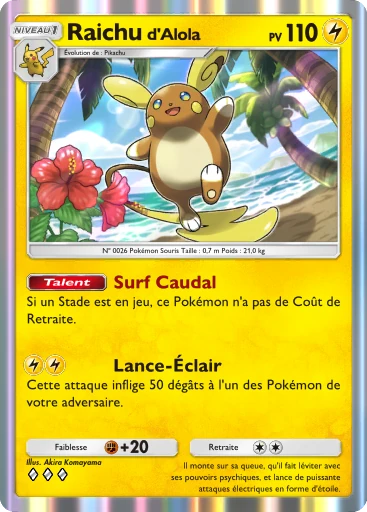 NIVEAU 1
Raichu d'Alola
PV 110
Évolution de : Pikachu
N° 0026 Pokémon Souris Taille : 0,7 m Poids : 21,0 kg
Talent Surf Caudal
Si un Stade est en jeu, ce Pokémon n'a pas de Coût de
Retraite.
Lance-Éclair
Cette attaque inflige 50 dégâts à l'un des Pokémon de
votre adversaire.
Faiblesse +20
Retraite
Illus. Akira Komayama
Il monte sur sa queue, qu'il fait léviter avec
ses pouvoirs psychiques, et lance de puissante
attaques électriques en forme d'étoile.